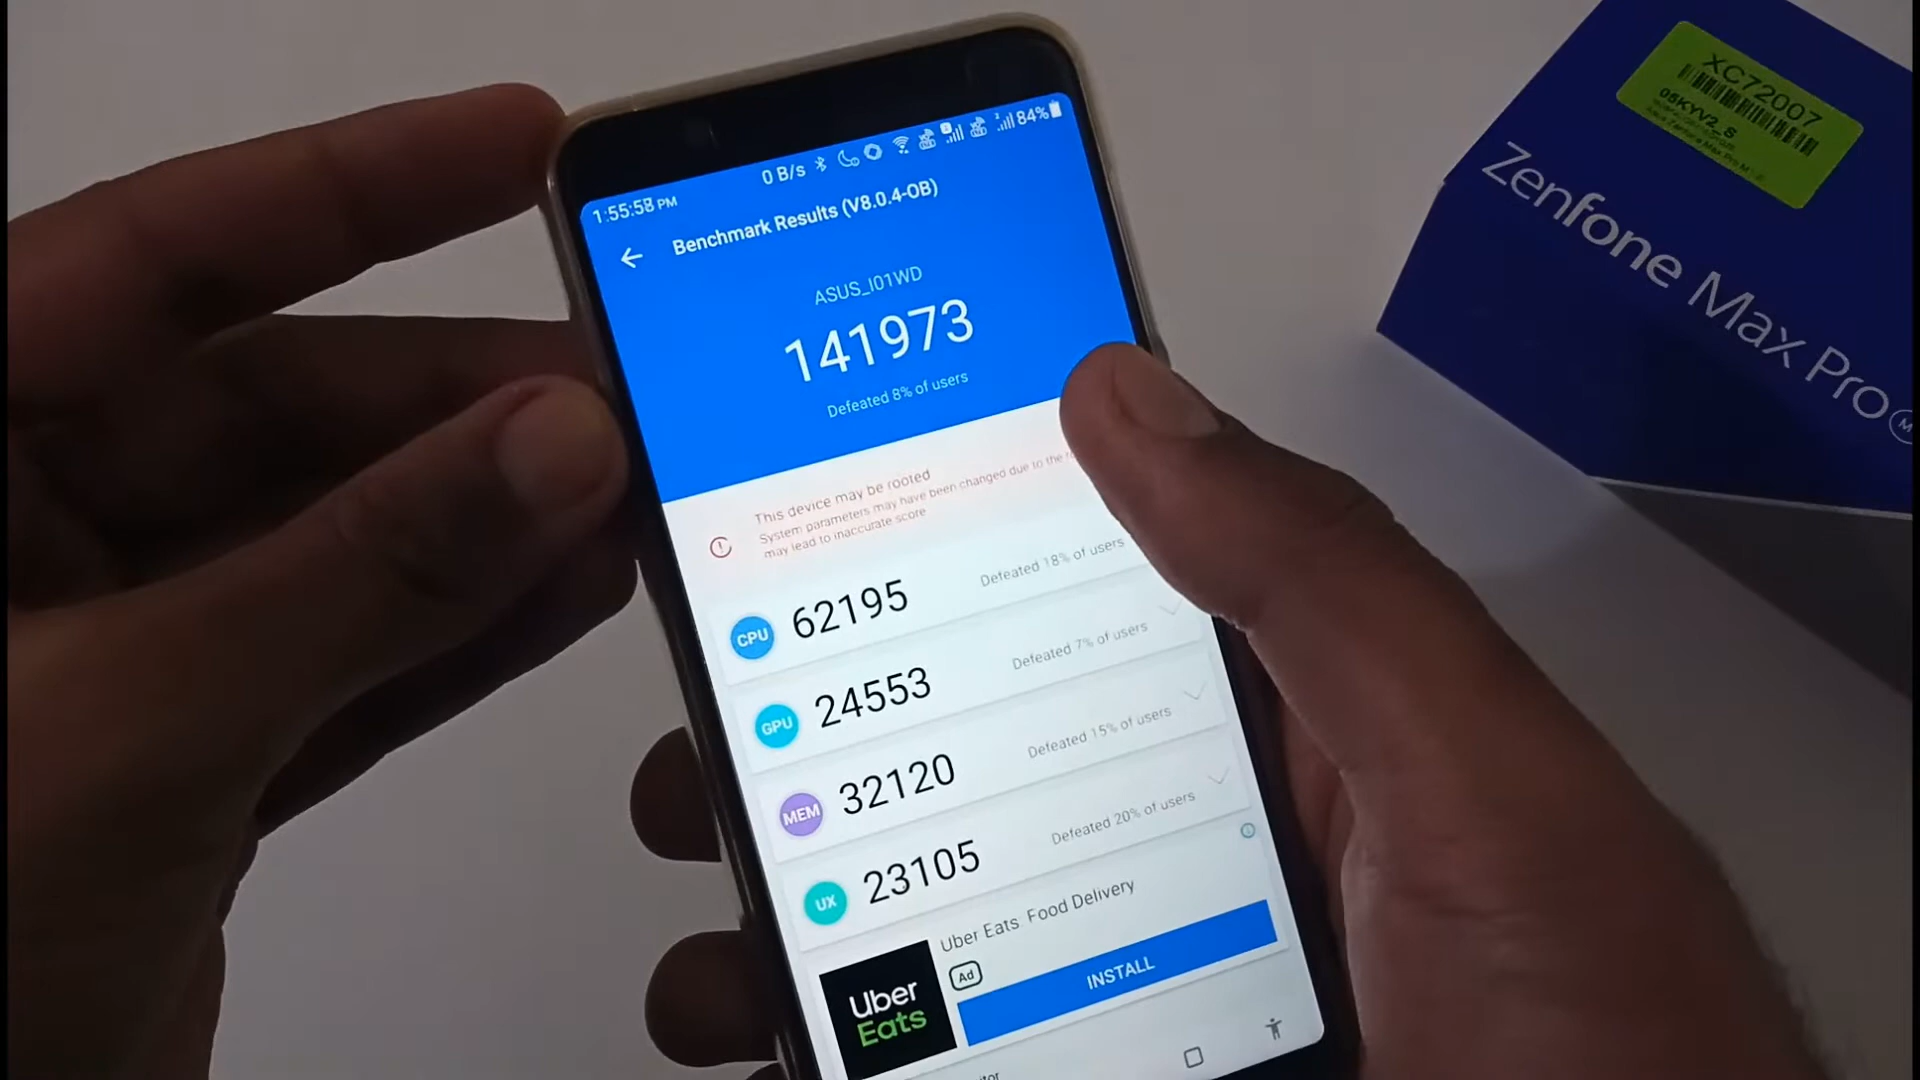 1:55:58 PM
0 B/s
84%
Benchmark Results (V8.0.4-OB)
ASUS_I01WD
141973
Defeated 8% of users
This device may be rooted
System parameters may have been changed due to the
may lead to inaccurate score
CPU
62195
Defeated 18% of users
GPU
24553
Defeated 7% of users
MEM
32120
Defeated 15% of users
UX
23105
Defeated 20% of users
Uber Eats: Food Delivery
Ad
INSTALL
Uber
Eats
XC72007
05KYV2_S
Zenfone Max Pro
M